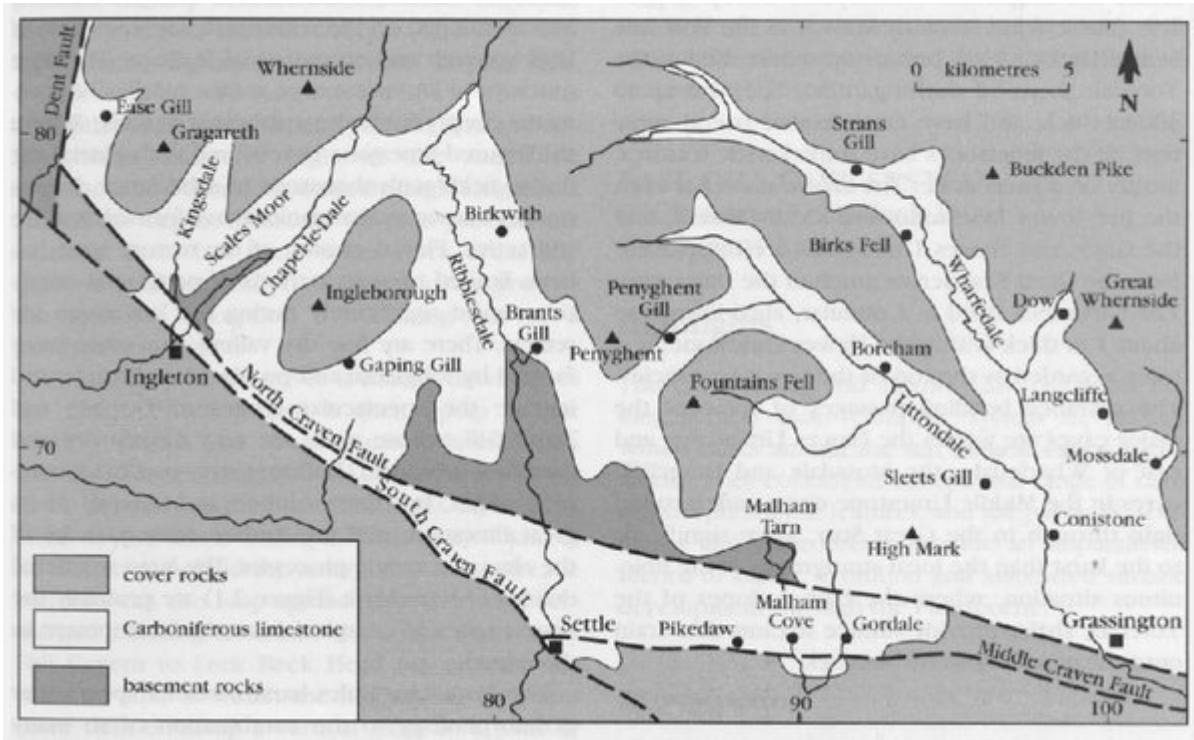 Dent Fault
0 kilometres 5
N
Whernside
Ease Gill
80
Gragareth
Strans
Gill
Buckden Pike
Kingsdale
Scales Moor
Chapel-le-Dale
Birkwith
Birks Fell
Ribblesdale
Wharfedale
Ingleborough
Penyghent
Gill
Great
Whernside
Dow
Brants
Gill
Penyghent
Boreham
Gaping Gill
Ingleton
Fountains Fell
Langcliffe
Littondale
North Craven Fault
70
Mossdale
Sleets Gill
South Craven Fault
Malham
Tarn
Conistone
High Mark
cover rocks
Carboniferous limestone
basement rocks
Malham
Cove
Gordale
Settle
Pikedaw
Grassington
Middle Craven Fault
80
90
100